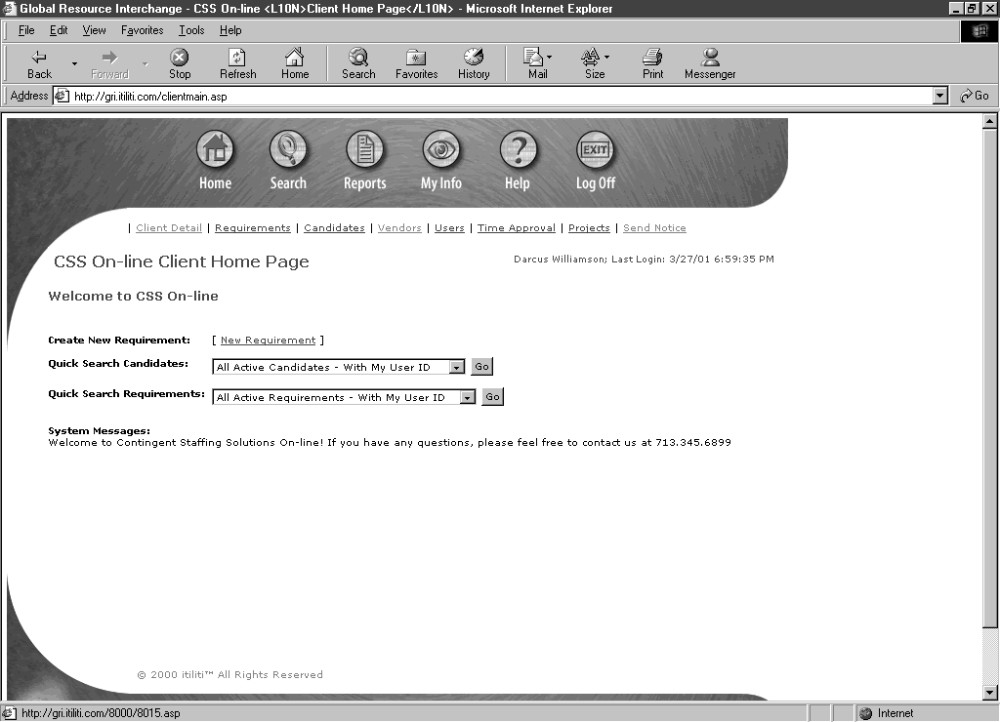 Global Resource Interchange - CSS On-line <L10N>Client Home Page</L10N> - Microsoft Internet Explorer
File Edit View Favorites Tools Help
Back Forward Stop Refresh Home Search Favorites History Mail Size Print Messenger
Address http://gri.itiliti.com/clientmain.asp Go
EXIT
Home Search Reports My Info Help Log Off
| Client Detail | Requirements | Candidates | Vendors | Users | Time Approval | Projects | Send Notice
CSS On-line Client Home Page Darcus Williamson; Last Login: 3/27/01 6:59:35 PM
Welcome to CSS On-line
Create New Requirement: [ New Requirement ]
Quick Search Candidates: All Active Candidates - With My User ID Go
Quick Search Requirements: All Active Requirements - With My User ID Go
System Messages:
Welcome to Contingent Staffing Solutions On-line! If you have any questions, please feel free to contact us at 713.345.6899
© 2000 itiliti™ All Rights Reserved
http://gri.itiliti.com/8000/8015.asp Internet